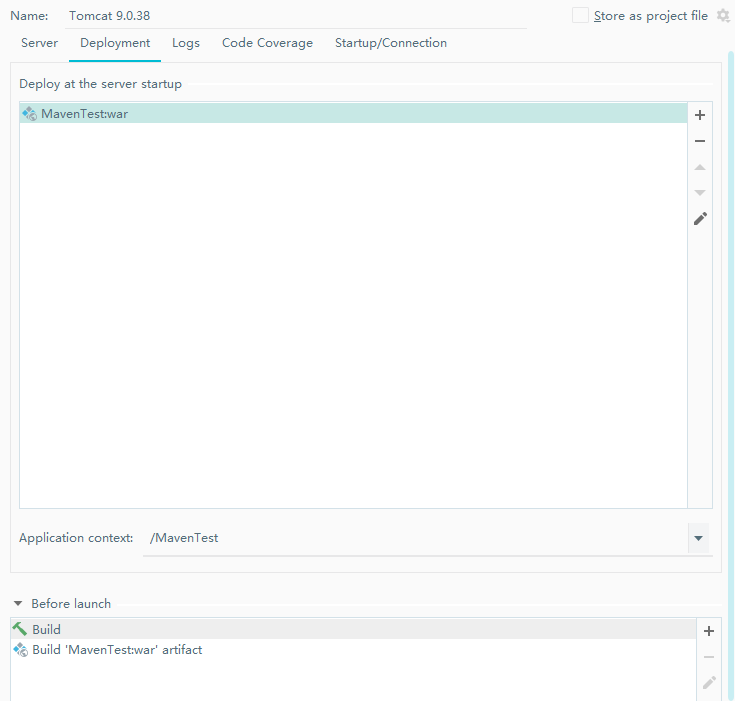 Name: Tomcat 9.0.38 Store as project file
Server Deployment Logs Code Coverage Startup/Connection
Deploy at the server startup
MavenTest:war
Application context: /MavenTest
Before launch
Build
Build 'MavenTest:war' artifact